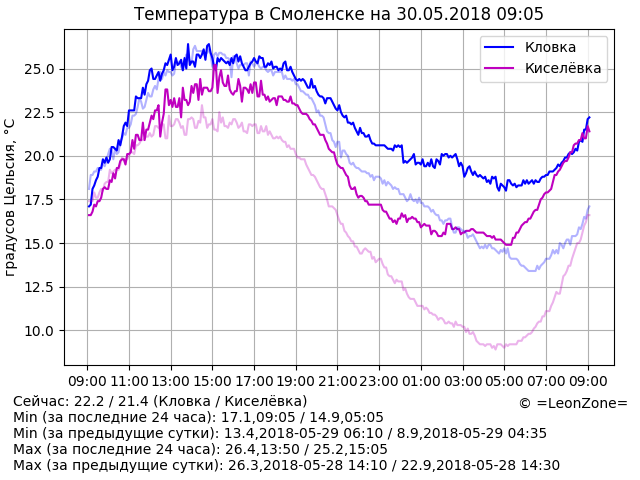 Температура в Смоленске на 30.05.2018 09:05
Кловка
Киселёвка
градусов Цельсия, °C
25.0
22.5
20.0
17.5
15.0
12.5
10.0
09:00 11:00 13:00 15:00 17:00 19:00 21:00 23:00 01:00 03:00 05:00 07:00 09:00
Сейчас: 22.2 / 21.4 (Кловка / Киселёвка)
© =LeonZone=
Min (за последние 24 часа): 17.1,09:05 / 14.9,05:05
Min (за предыдущие сутки): 13.4,2018-05-29 06:10 / 8.9,2018-05-29 04:35
Max (за последние 24 часа): 26.4,13:50 / 25.2,15:05
Max (за предыдущие сутки): 26.3,2018-05-28 14:10 / 22.9,2018-05-28 14:30